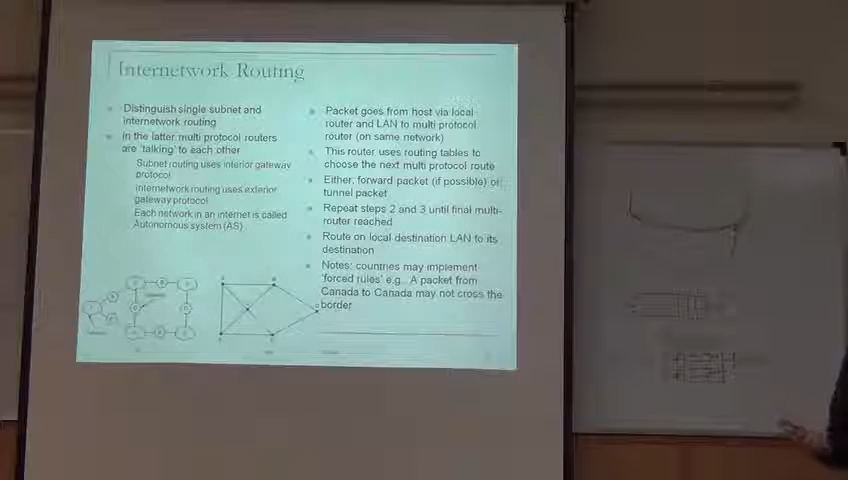 Internetwork Routing
Distinguish single subnet and
internetwork routing
In the latter multi protocol routers
are 'talking' to each other
Subnet routing uses interior gateway
protocol
Internetwork routing uses exterior
gateway protocol
Each network in an internet is called
Autonomous system (AS)
Packet goes from host via local
router and LAN to multi protocol
router (on same network)
This router uses routing tables to
choose the next multi protocol route
Either, forward packet (if possible) or
tunnel packet
Repeat steps 2 and 3 until final multi-
router reached
Route on local destination LAN to its
destination
Notes: countries may implement
'forced rules' e.g.. A packet from
Canada to Canada may not cross the
border